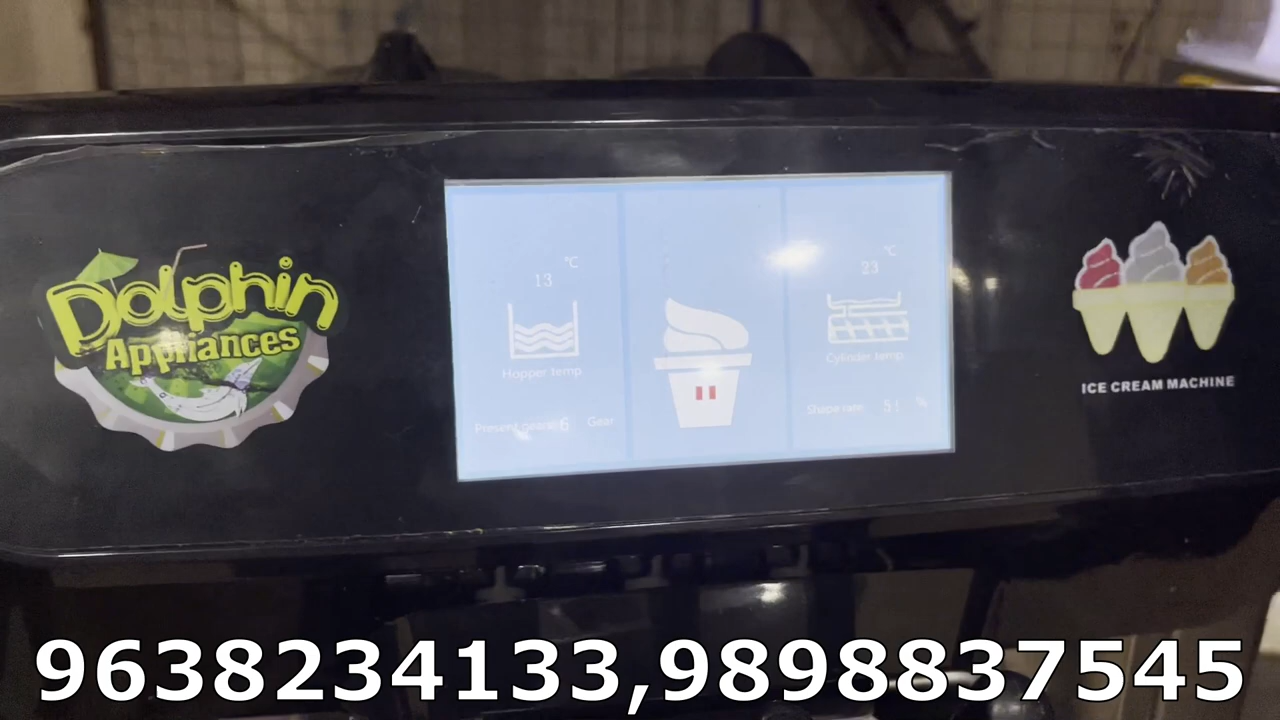 Dolphin
Appliances
°C
13
Hopper temp
Present gear: 6 Gear
°C
23
Cylinder temp
Shape rate 51 %
ICE CREAM MACHINE
9638234133,9898837545